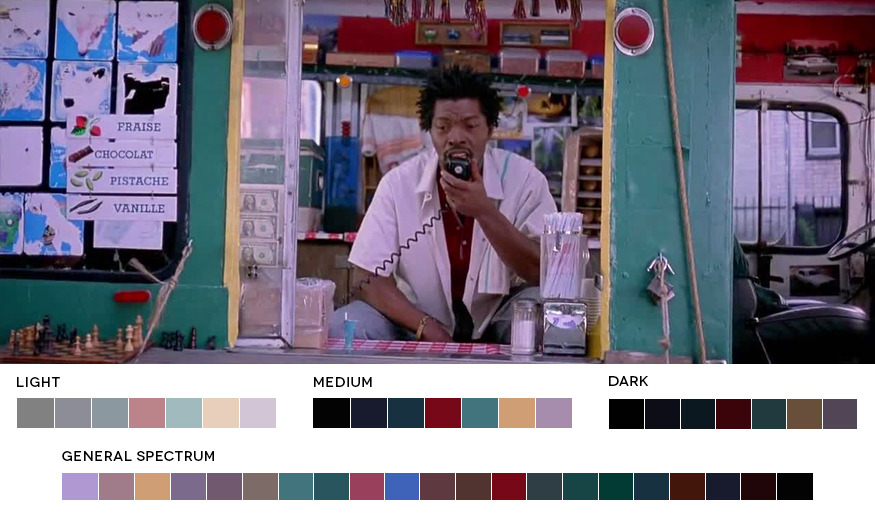 FRAISE
CHOCOLAT
PISTACHE
VANILLE
LIGHT
MEDIUM
DARK
GENERAL SPECTRUM